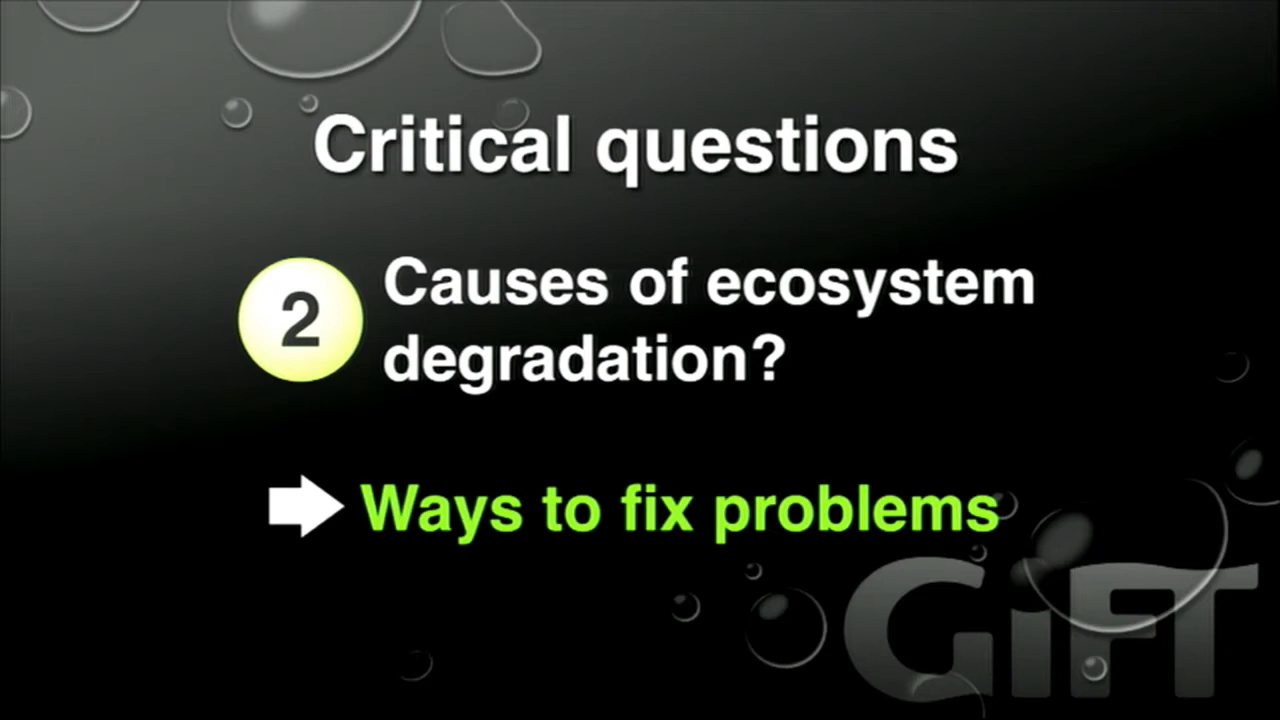 Critical questions
2
Causes of ecosystem
degradation?
Ways to fix problems
GiFT